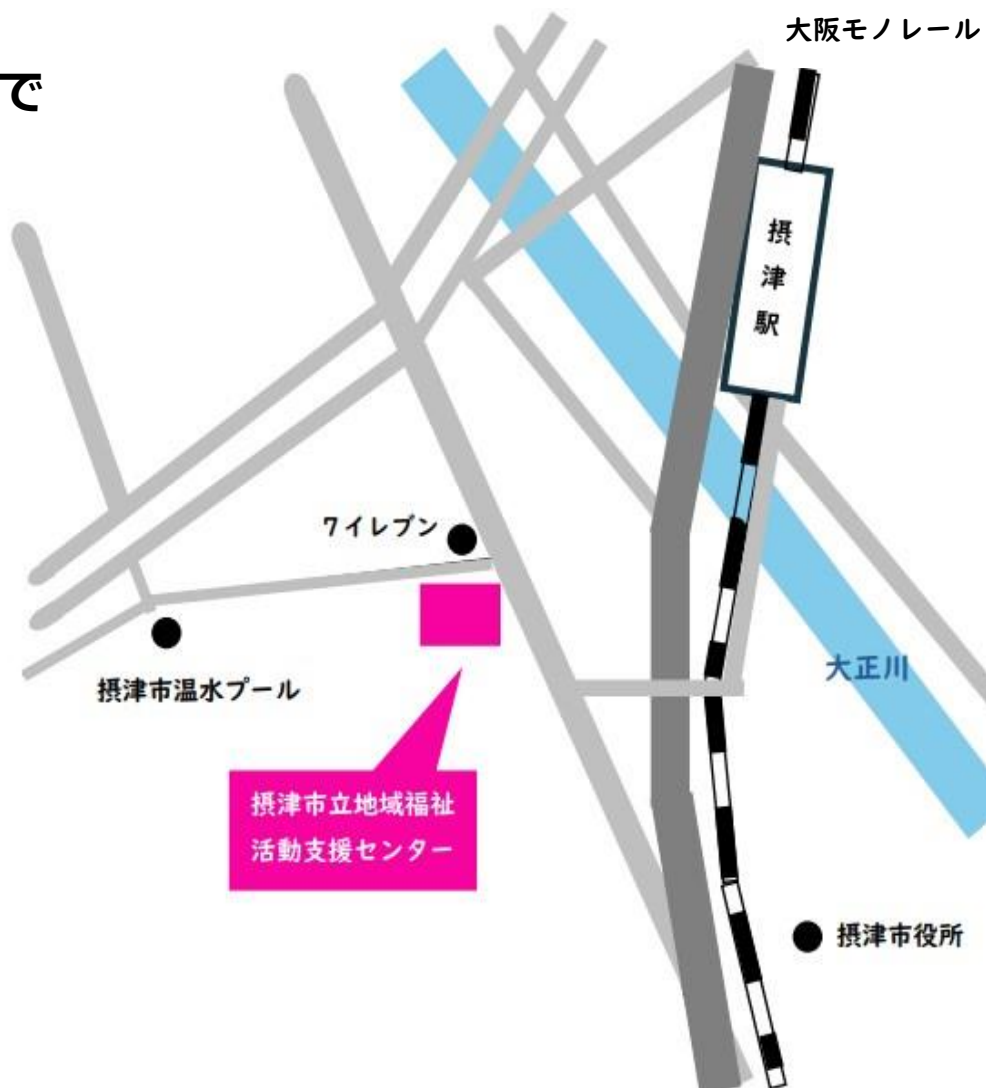 大阪モノレール
で
摂津駅
7イレブン
大正川
摂津市温水プール
摂津市立地域福祉
活動支援センター
摂津市役所